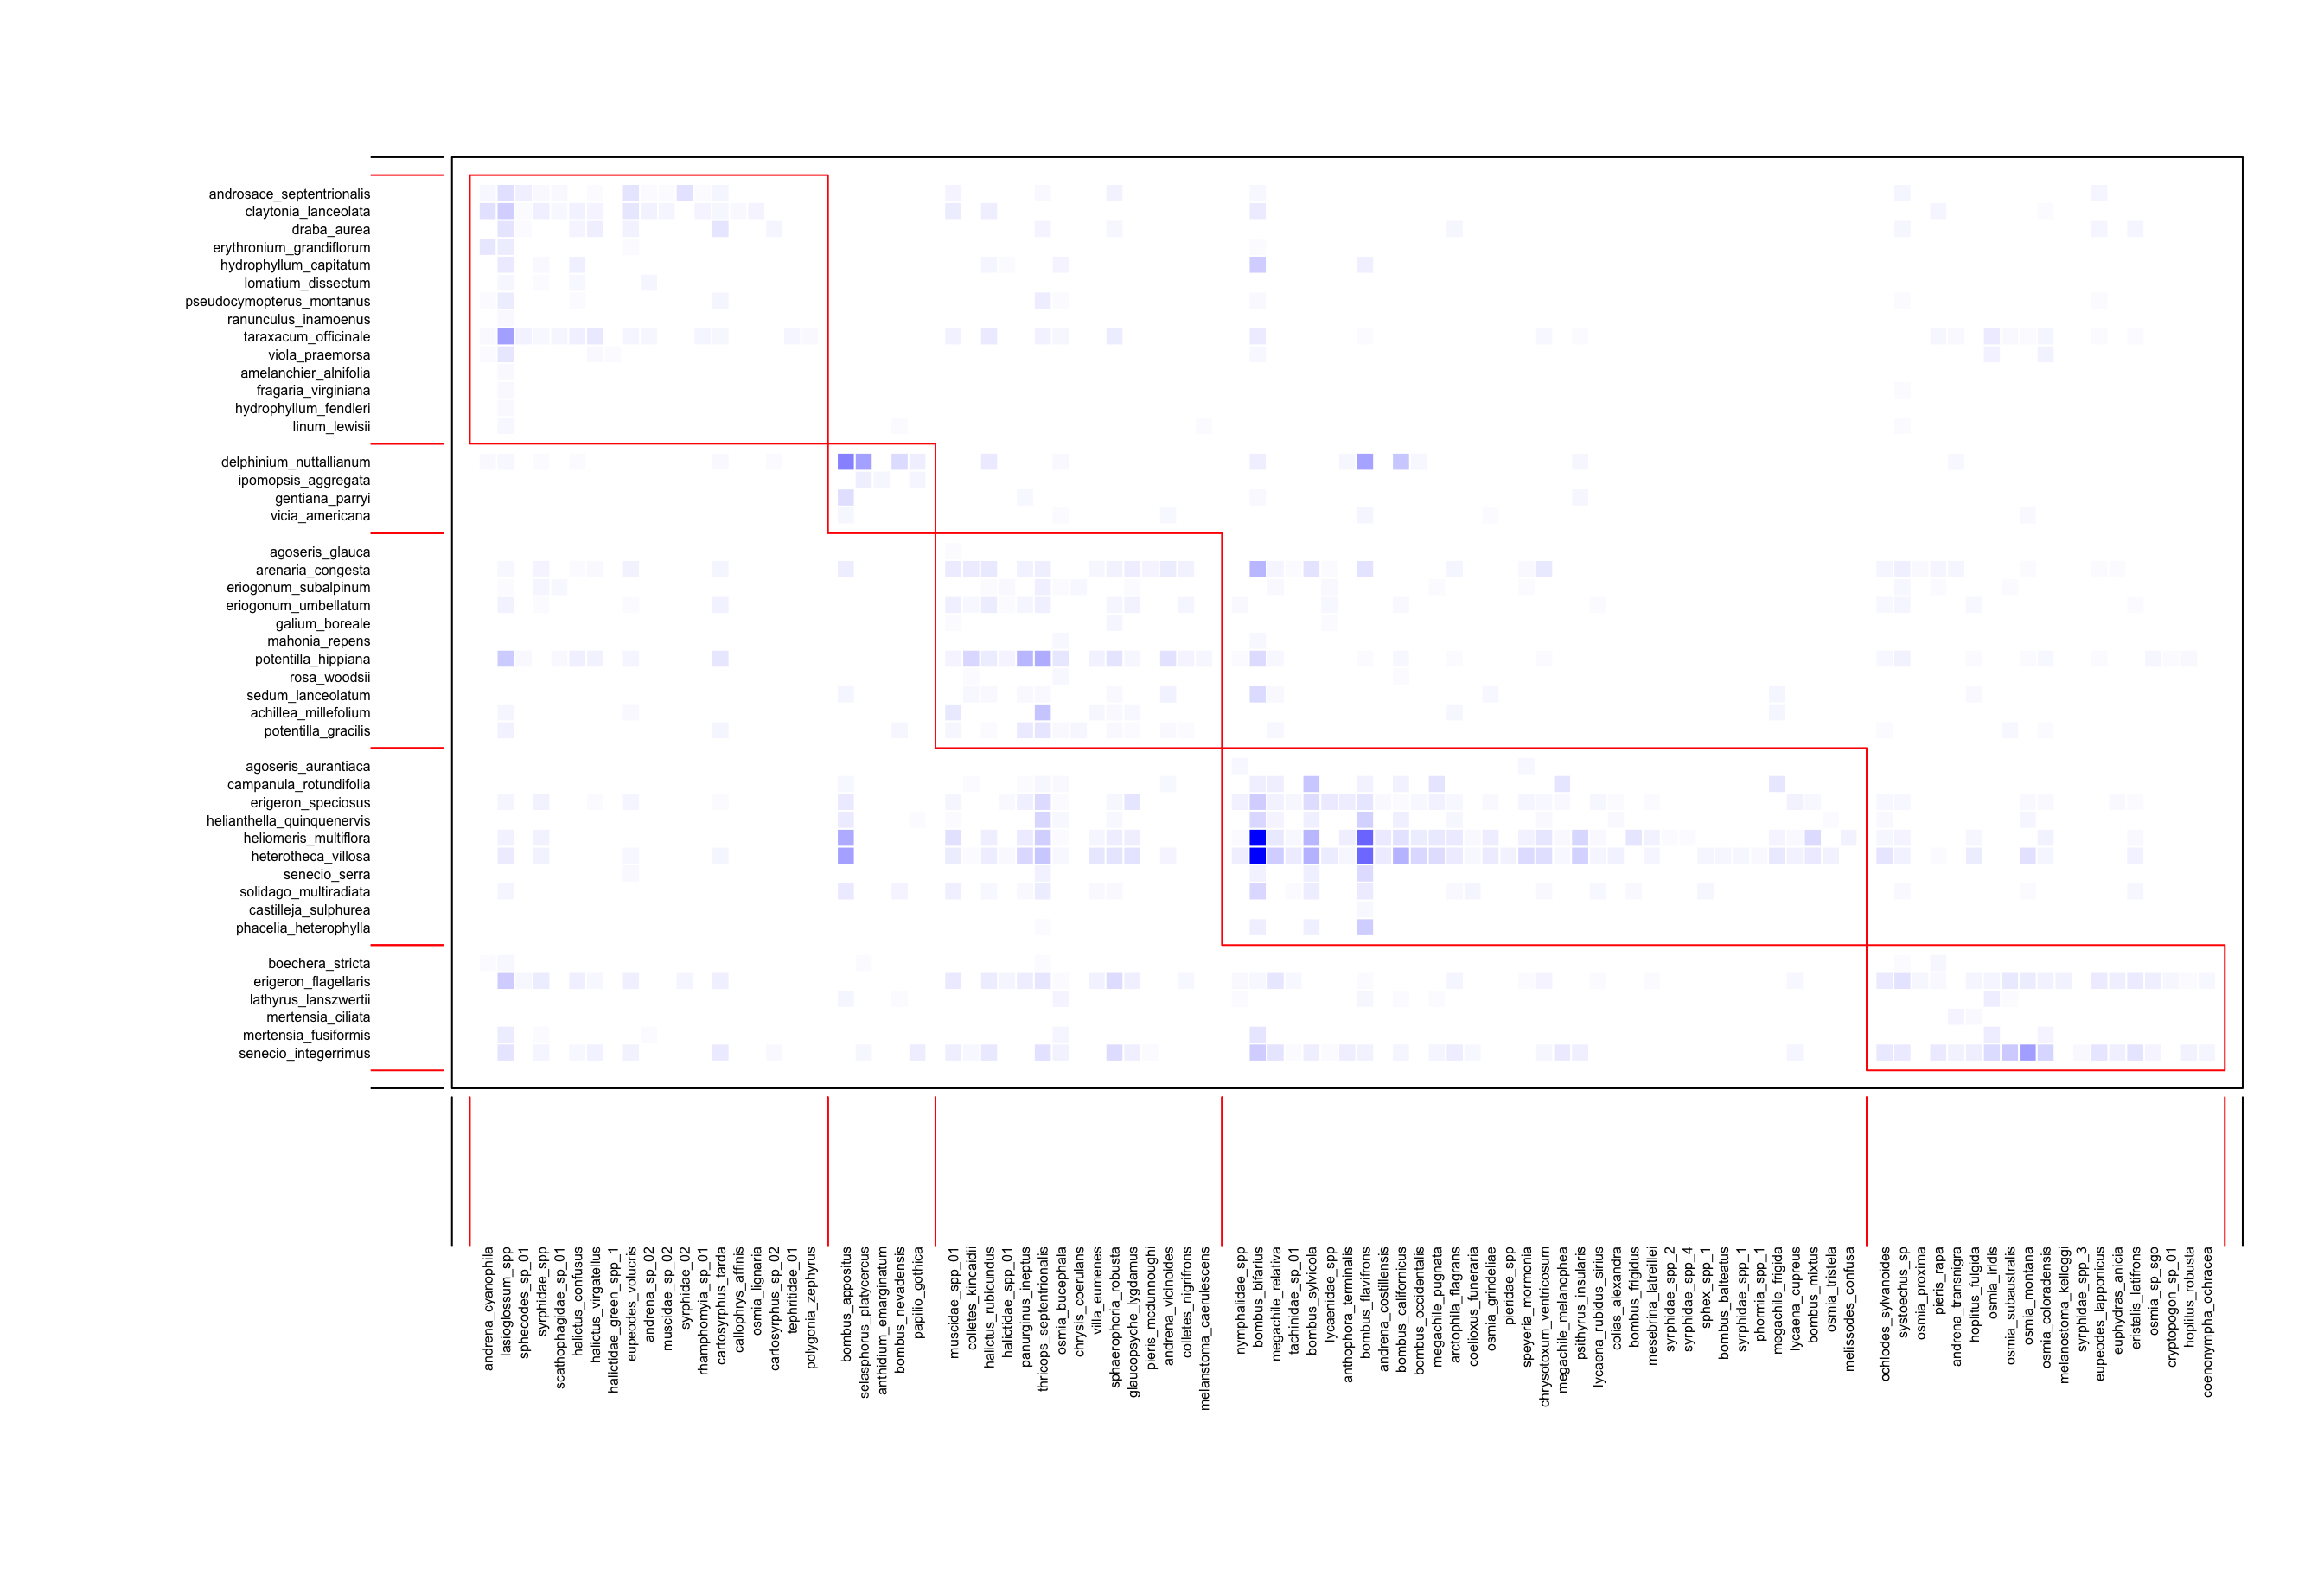 androsace_septentrionalis
claytonia_lanceolata
draba_aurea
erythronium_grandiflorum
hydrophyllum_capitatum
lomatium_dissectum
pseudocymopterus_montanus
ranunculus_inamoenus
taraxacum_officinale
viola_praemorsa
amelanchier_alnifolia
fragaria_virginiana
hydrophyllum_fendleri
linum_lewisii
delphinium_nuttallianum
ipomopsis_aggregata
gentiana_parryi
vicia_americana
agoseris_glauca
arenaria_congesta
eriogonum_subalpinum
eriogonum_umbellatum
galium_boreale
mahonia_repens
potentilla_hippiana
rosa_woodsii
sedum_lanceolatum
achillea_millefolium
potentilla_gracilis
agoseris_aurantiaca
campanula_rotundifolia
erigeron_speciosus
helianthella_quinquenervis
heliomeris_multiflora
heterotheca_villosa
senecio_serra
solidago_multiradiata
castilleja_sulphurea
phacelia_heterophylla
boechera_stricta
erigeron_flagellaris
lathyrus_lanszwertii
mertensia_ciliata
mertensia_fusiformis
senecio_integerrimus
andrena_cyanophila
lasioglossum_spp
sphecodes_sp_01
syrphidae_spp
scathophagidae_sp_01
halictus_confusus
halictus_virgatellus
halictidae_green_spp_1
eupeodes_volucris
andrena_sp_02
muscidae_sp_02
syrphidae_02
rhamphomyia_sp_01
cartosyrphus_tarda
callophrys_affinis
osmia_lignaria
cartosyrphus_sp_02
tephritidae_01
polygonia_zephyrus
bombus_appositus
selasphorus_platycercus
anthidium_emarginatum
bombus_nevadensis
papilio_gothica
muscidae_spp_01
colletes_kincaidii
halictus_rubicundus
halictidae_spp_01
panurginus_ineptus
thricops_septentrionalis
osmia_bucephala
chrysis_coerulans
villa_eumenes
sphaerophoria_robusta
glaucopsyche_lygdamus
pieris_mcdunnoughi
andrena_vicinoides
colletes_nigrifrons
melanstoma_caerulescens
nymphalidae_spp
bombus_bifarius
megachile_relativa
tachinidae_sp_01
bombus_sylvicola
lycaenidae_spp
anthophora_terminalis
bombus_flavifrons
andrena_costillensis
bombus_californicus
bombus_occidentalis
megachile_pugnata
arctophila_flagrans
coelioxus_funeraria
osmia_grindeliae
pieridae_spp
speyeria_mormonia
chrysotoxum_ventricosum
megachile_melanophea
psithyrus_insularis
lycaena_rubidus_sirius
colias_alexandra
bombus_frigidus
mesebrina_latreillei
syrphidae_spp_2
syrphidae_spp_4
sphex_spp_1
bombus_balteatus
syrphidae_spp_1
phormia_spp_1
megachile_frigida
lycaena_cupreus
bombus_mixtus
osmia_tristela
melissodes_confusa
ochlodes_sylvanoides
systoechus_sp
osmia_proxima
pieris_rapa
andrena_transnigra
hoplitus_fulgida
osmia_iridis
osmia_subaustralis
osmia_montana
osmia_coloradensis
melanostoma_kelloggi
syrphidae_spp_3
eupeodes_lapponicus
euphydras_anicia
eristalis_latifrons
osmia_sp_sgo
cryptopogon_sp_01
hoplitus_robusta
coenonympha_ochracea